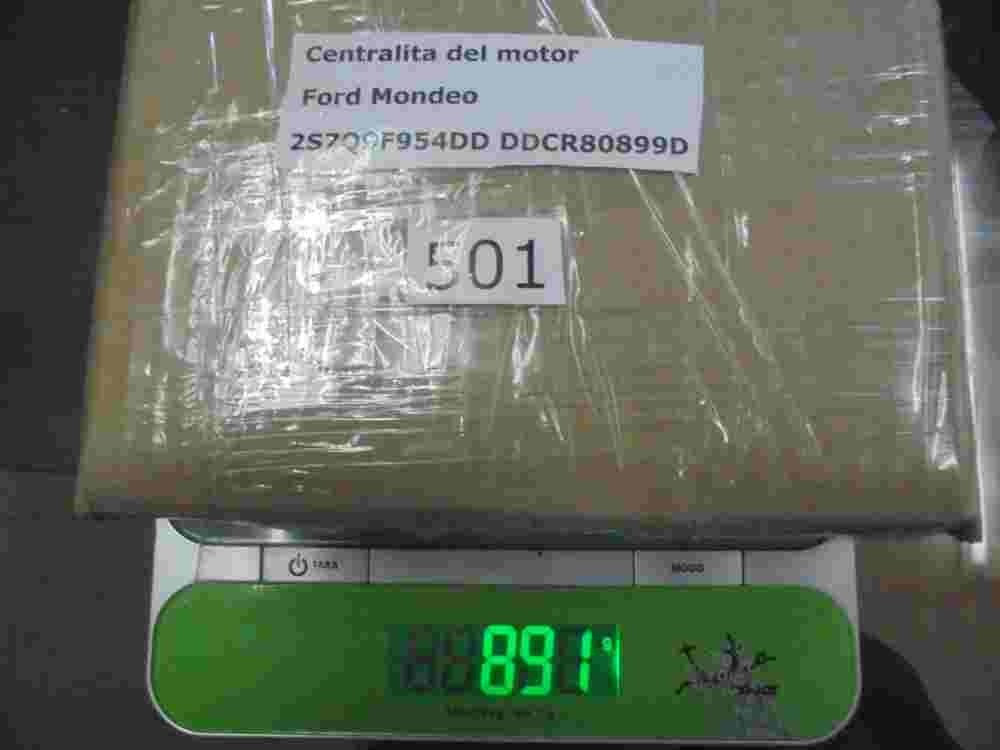 Centralita del motor
Ford Mondeo
2S7Q9F954DD DDCR80899D
501
TARA
MODO
891 g